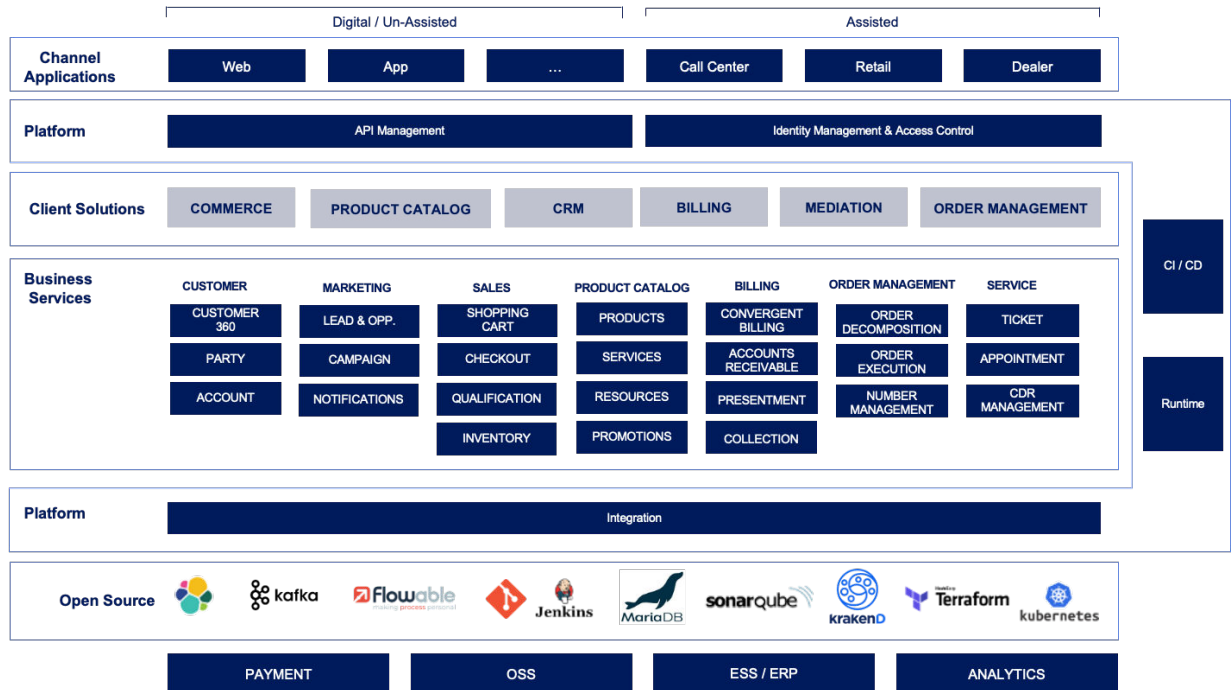 Digital / Un-Assisted
Assisted
Channel
Applications
Web
App
...
Call Center
Retail
Dealer
Platform
API Management
Identity Management & Access Control
Client Solutions
COMMERCE
PRODUCT CATALOG
CRM
BILLING
MEDIATION
ORDER MANAGEMENT
CI / CD
Runtime
Business
Services
CUSTOMER
CUSTOMER
360
PARTY
ACCOUNT
MARKETING
LEAD & OPP.
CAMPAIGN
NOTIFICATIONS
SALES
SHOPPING
CART
CHECKOUT
QUALIFICATION
INVENTORY
PRODUCT CATALOG
PRODUCTS
SERVICES
RESOURCES
PROMOTIONS
BILLING
CONVERGENT
BILLING
ACCOUNTS
RECEIVABLE
PRESENTMENT
COLLECTION
ORDER MANAGEMENT
ORDER
DECOMPOSITION
ORDER
EXECUTION
NUMBER
MANAGEMENT
SERVICE
TICKET
APPOINTMENT
CDR
MANAGEMENT
Platform
Integration
Open Source
kafka
Flowable
making process personal
Jenkins
MariaDB
sonarqube
KrakenD
HashiCorp
Terraform
kubernetes
PAYMENT
OSS
ESS / ERP
ANALYTICS